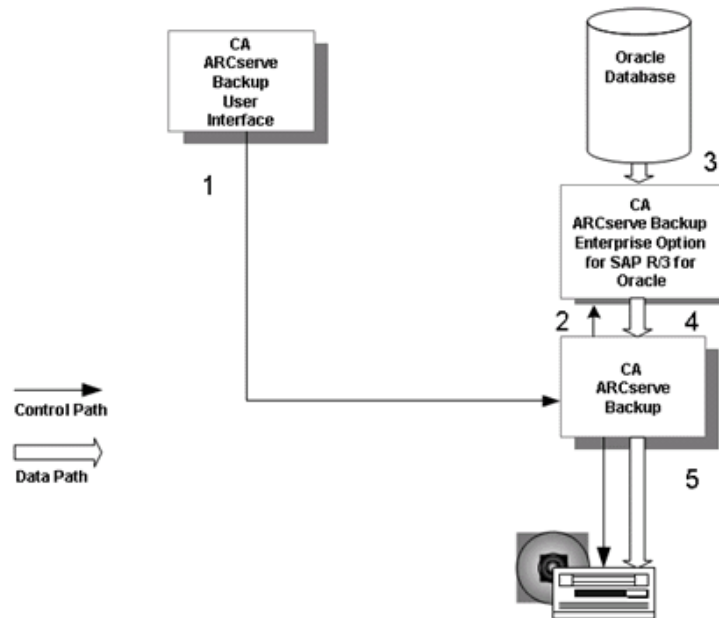 CA
ARCserve
Backup
User
Interface
Oracle
Database
1
3
CA
ARCserve Backup
Enterprise Option
for SAP R/3 for
Oracle
2
4
CA
ARCserve
Backup
Control Path
Data Path
5